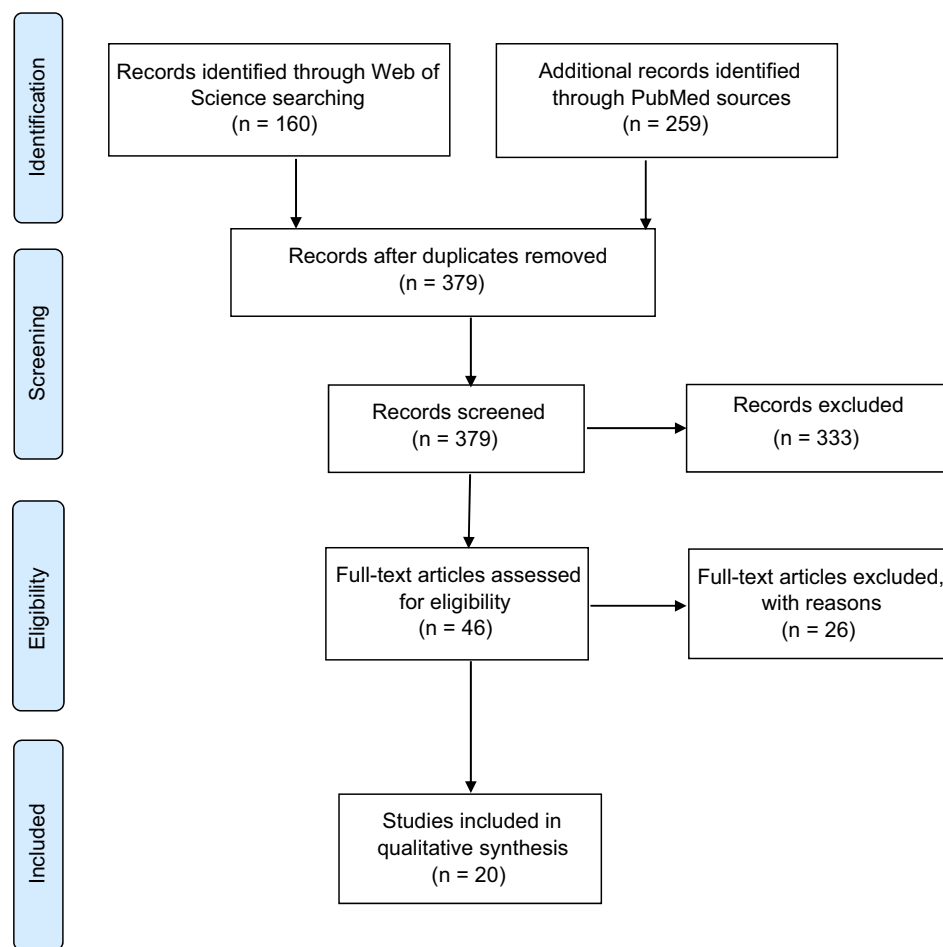 Identification
Records identified through Web of
Science searching
(n = 160)
Additional records identified
through PubMed sources
(n = 259)
Screening
Records after duplicates removed
(n = 379)
Records screened
(n = 379)
Records excluded
(n = 333)
Eligibility
Full-text articles assessed
for eligibility
(n = 46)
Full-text articles excluded,
with reasons
(n = 26)
Included
Studies included in
qualitative synthesis
(n = 20)